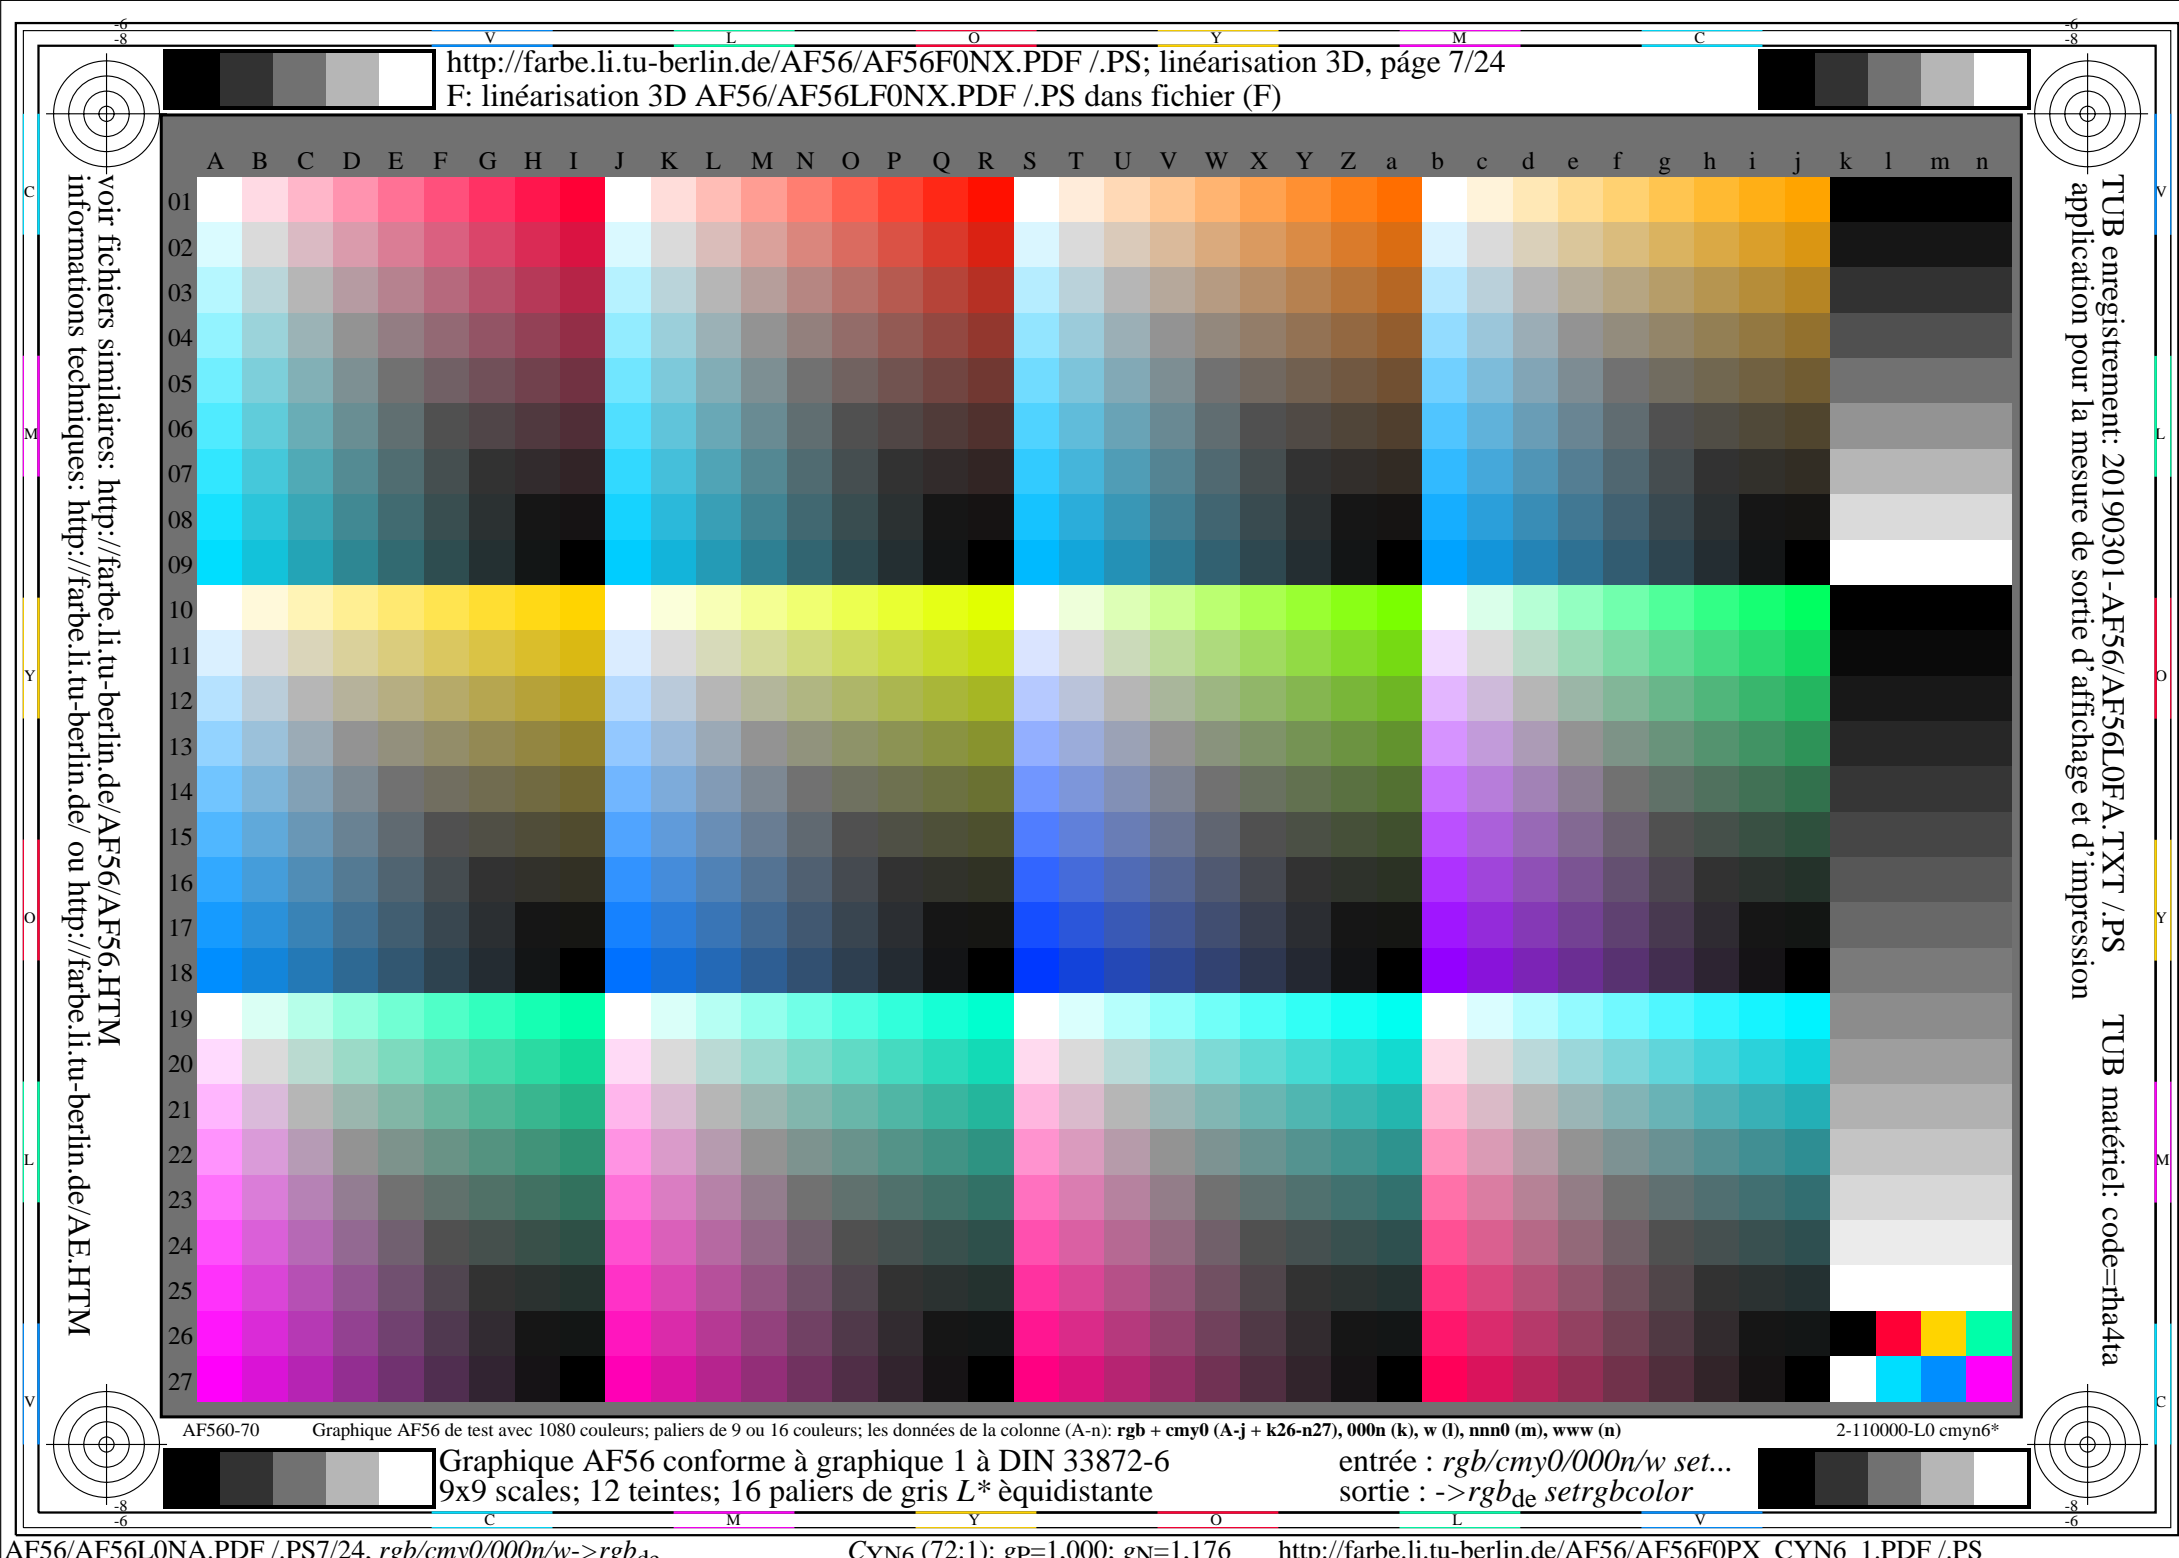 -6
-8
V L O Y M C
-6
-8
http://farbe.li.tu-berlin.de/AF56/AF56F0NX.PDF /.PS; linéarisation 3D, páge 7/24
F: linéarisation 3D AF56/AF56LF0NX.PDF /.PS dans fichier (F)
A B C D E F G H I J K L M N O P Q R S T U V W X Y Z a b c d e f g h i j k l m n
01
02
03
04
05
06
07
08
09
10
11
12
13
14
15
16
17
18
19
20
21
22
23
24
25
26
27
C
M
Y
O
L
V
voir fichiers similaires: http://farbe.li.tu-berlin.de/AF56/AF56.HTM
informations techniques: http://farbe.li.tu-berlin.de/ ou http://farbe.li.tu-berlin.de/AE.HTM
TUB enregistrement: 20190301-AF56/AF56L0FA.TXT /.PS TUB matériel: code=rha4ta
application pour la mesure de sortie d'affichage et d'impression
V
L
O
Y
M
C
AF560-70 Graphique AF56 de test avec 1080 couleurs; paliers de 9 ou 16 couleurs; les données de la colonne (A-n): rgb + cmy0 (A-j + k26-n27), 000n (k), w (l), nnn0 (m), www (n) 2-110000-L0 cmyn6*
Graphique AF56 conforme à graphique 1 à DIN 33872-6
9x9 scales; 12 teintes; 16 paliers de gris L* èquidistante
entrée : rgb/cmy0/000n/w set...
sortie : ->rgbde setrgbcolor
-8
-6
C M Y O L V
-8
-6
AF56/AF56L0NA.PDF /.PS7/24, rgb/cmy0/000n/w->rgbde CYN6 (72:1): gP=1.000; gN=1.176 http://farbe.li.tu-berlin.de/AF56/AF56F0PX_CYN6_1.PDF /.PS